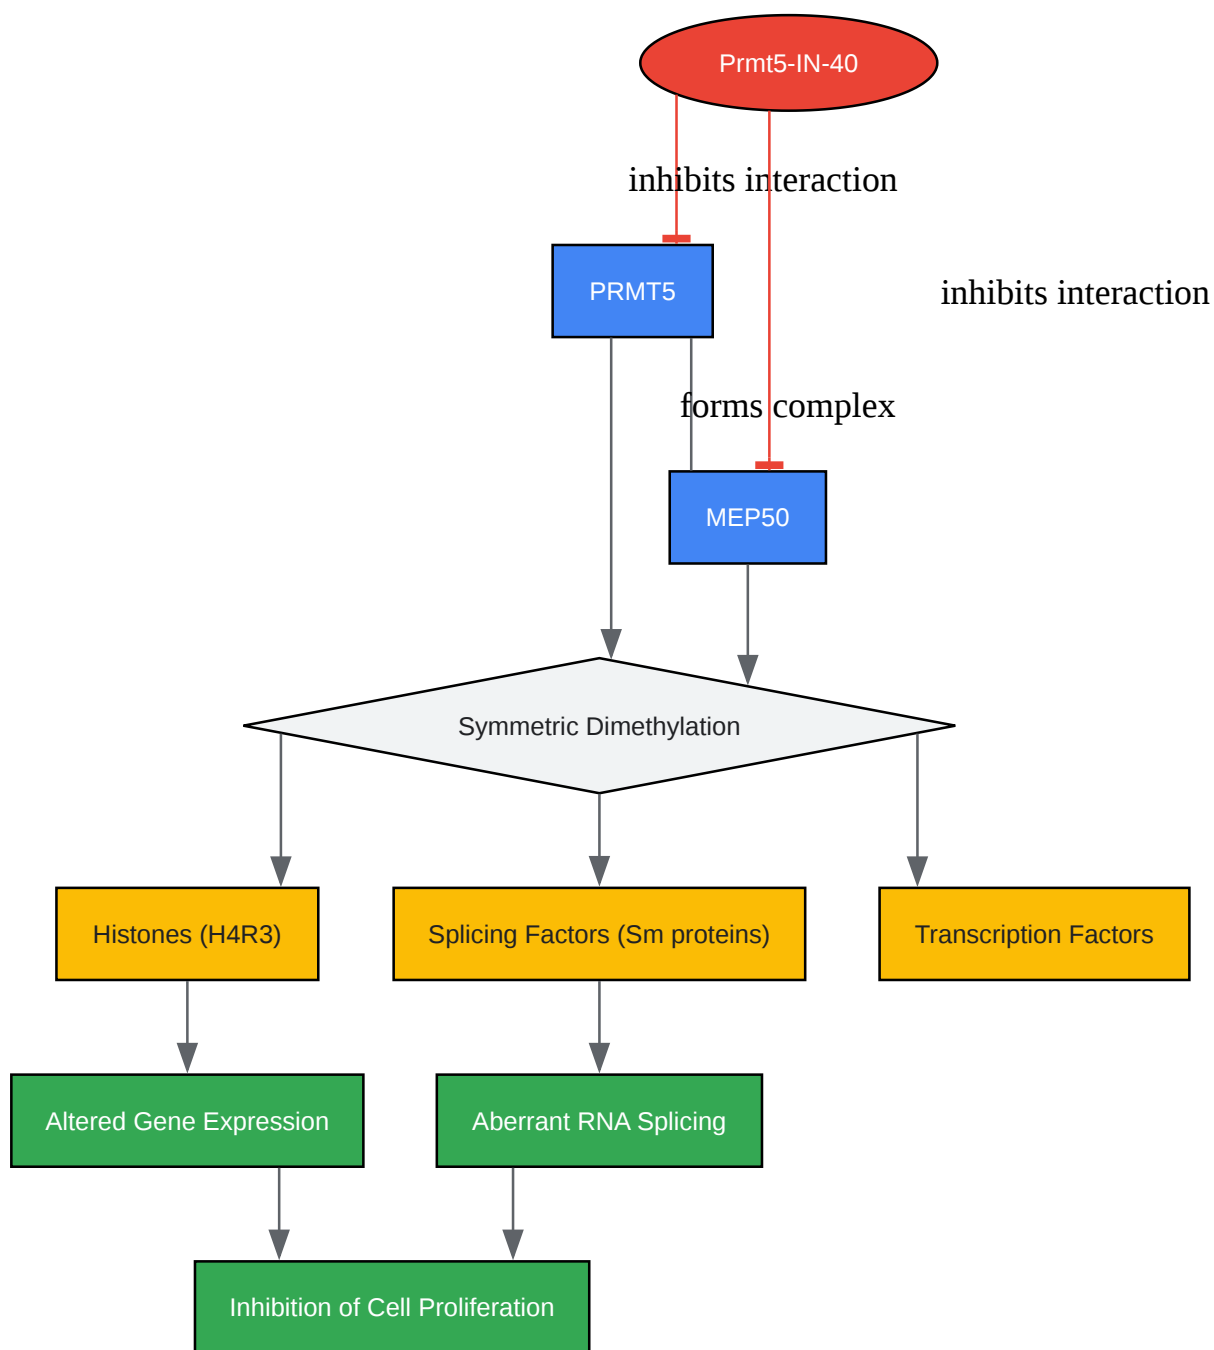 Prmt5-IN-40
inhibits interaction
PRMT5
inhibits interaction
forms complex
MEP50
Symmetric Dimethylation
Histones (H4R3)
Splicing Factors (Sm proteins)
Transcription Factors
Altered Gene Expression
Aberrant RNA Splicing
Inhibition of Cell Proliferation